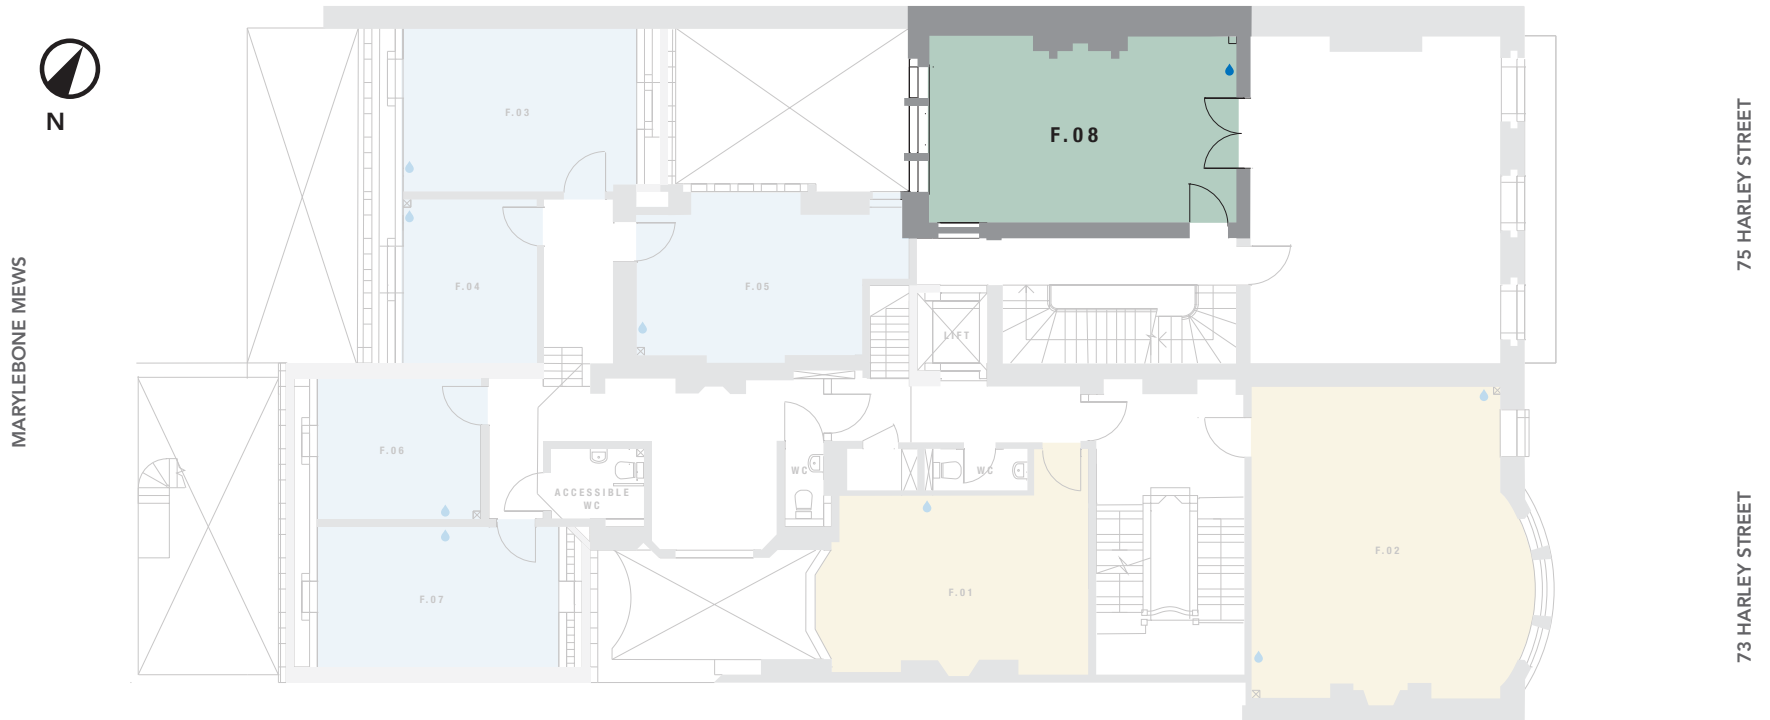 N
F.03
F.08
F.04
F.05
LIFT
F.06
WC
WC
ACCESSIBLE
WC
F.02
F.01
F.07
MARYLEBONE MEWS
75 HARLEY STREET
73 HARLEY STREET